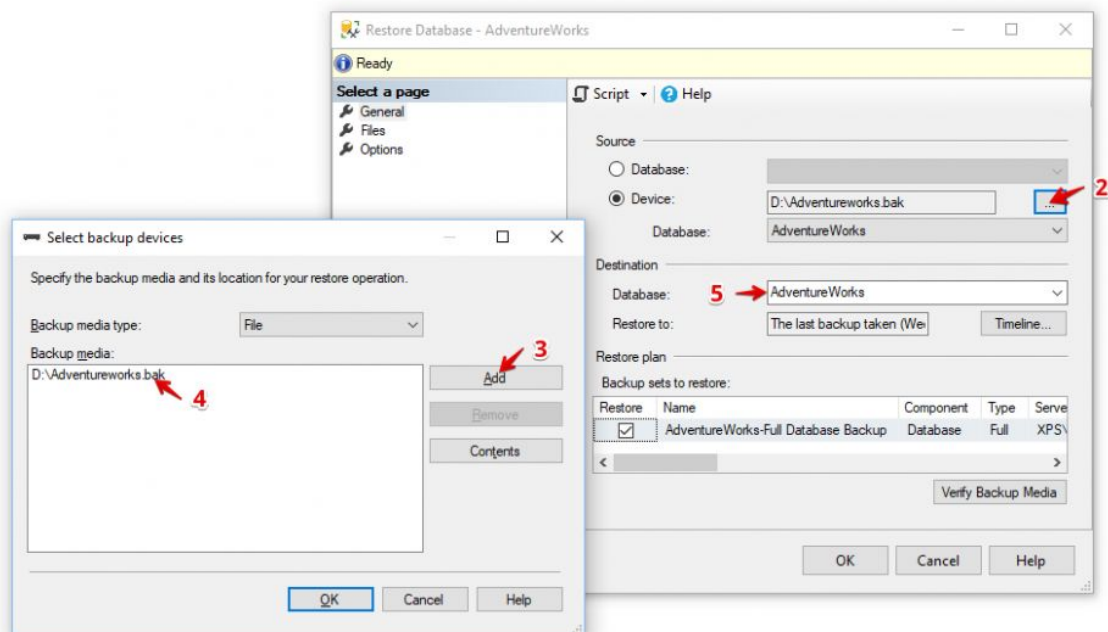 Restore Database - AdventureWorks
Ready
Select a page
General
Files
Options
Script
Help
Source
Database:
Device:
D:\Adventureworks.bak
...
2
Database:
AdventureWorks
Destination
Database:
5
AdventureWorks
Restore to:
The last backup taken (We
Timeline...
Restore plan
Backup sets to restore:
Restore Name Component Type Serve
AdventureWorks-Full Database Backup Database Full XPS\
Verify Backup Media
OK Cancel Help
Select backup devices
Specify the backup media and its location for your restore operation.
Backup media type:
File
Backup media:
D:\Adventureworks.bak
4
3
Add
Remove
Contents
OK Cancel Help